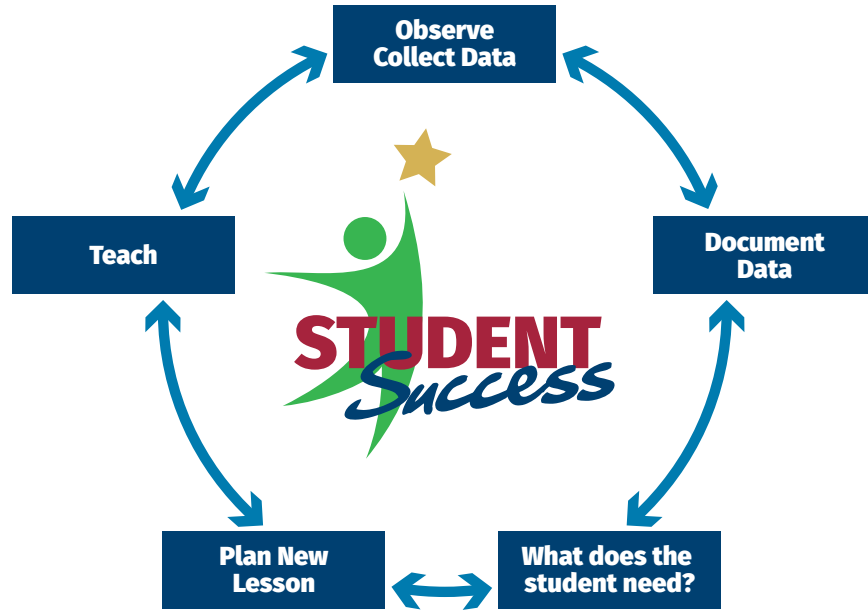 Observe
Collect Data
Teach
Document
Data
STUDENT
Success
Plan New
Lesson
What does the
student need?